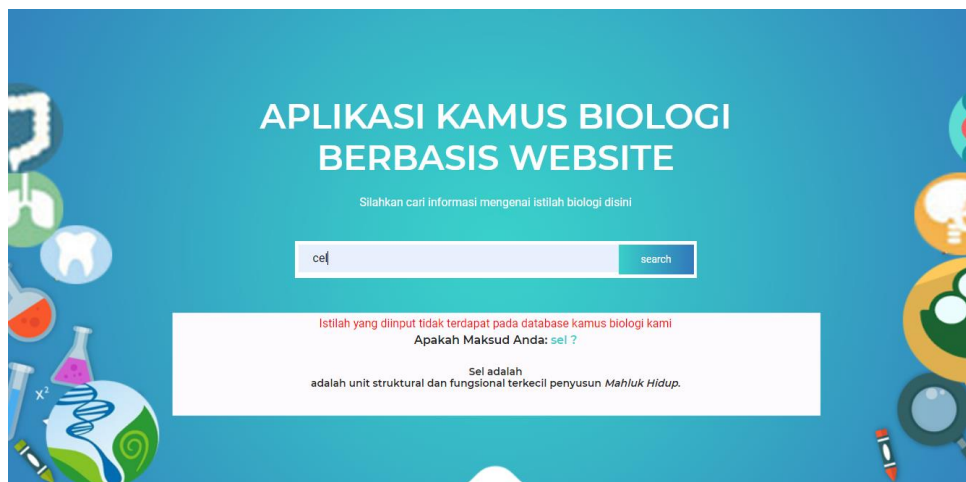 APLIKASI KAMUS BIOLOGI
BERBASIS WEBSITE
Silahkan cari informasi mengenai istilah biologi disini
cel
search
Istilah yang diinput tidak terdapat pada database kamus biologi kami
Apakah Maksud Anda: sel ?
Sel adalah
adalah unit struktural dan fungsional terkecil penyusun Mahluk Hidup.
x²